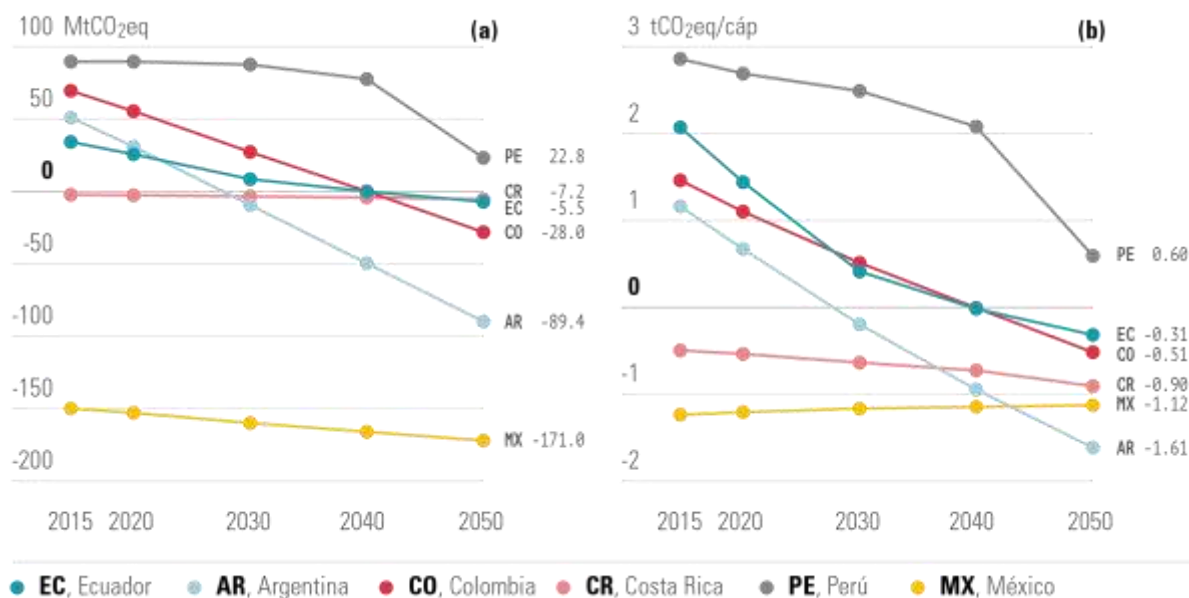 100 MtCO₂eq (a)
50
0
-50
-100
-150
-200
PE 22.8
CR -7.2
EC -5.5
CO -28.0
AR -89.4
MX -171.0
2015 2020 2030 2040 2050
3 tCO₂eq/cáp (b)
2
1
0
-1
-2
PE 0.60
EC -0.31
CO -0.51
CR -0.90
MX -1.12
AR -1.61
2015 2020 2030 2040 2050
EC, Ecuador AR, Argentina CO, Colombia CR, Costa Rica PE, Perú MX, México